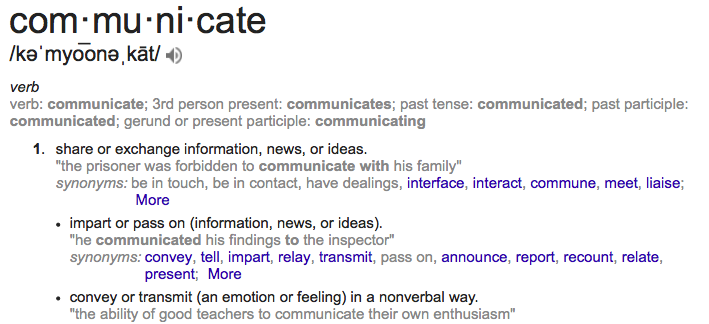 com·mu·ni·cate
/kəˈmyo͞onəˌkāt/
verb
verb: communicate; 3rd person present: communicates; past tense: communicated; past participle:
communicated; gerund or present participle: communicating
1. share or exchange information, news, or ideas.
"the prisoner was forbidden to communicate with his family"
synonyms: be in touch, be in contact, have dealings, interface, interact, commune, meet, liaise;
More
• impart or pass on (information, news, or ideas).
"he communicated his findings to the inspector"
synonyms: convey, tell, impart, relay, transmit, pass on, announce, report, recount, relate,
present; More
• convey or transmit (an emotion or feeling) in a nonverbal way.
"the ability of good teachers to communicate their own enthusiasm"